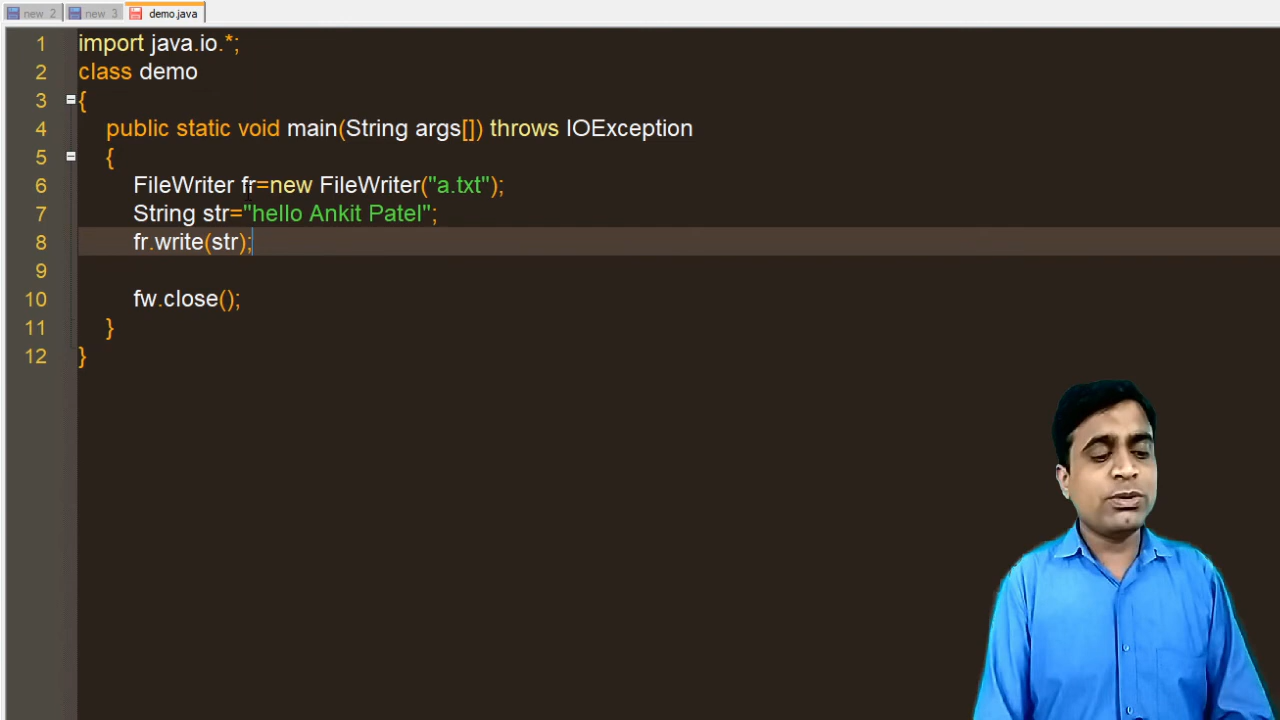 new 2 new 3 demo.java
1 import java.io.*;
2 class demo
3 {
4 public static void main(String args[]) throws IOException
5 {
6 FileWriter fr=new FileWriter("a.txt");
7 String str="hello Ankit Patel";
8 fr.write(str);
9
10 fw.close();
11 }
12 }